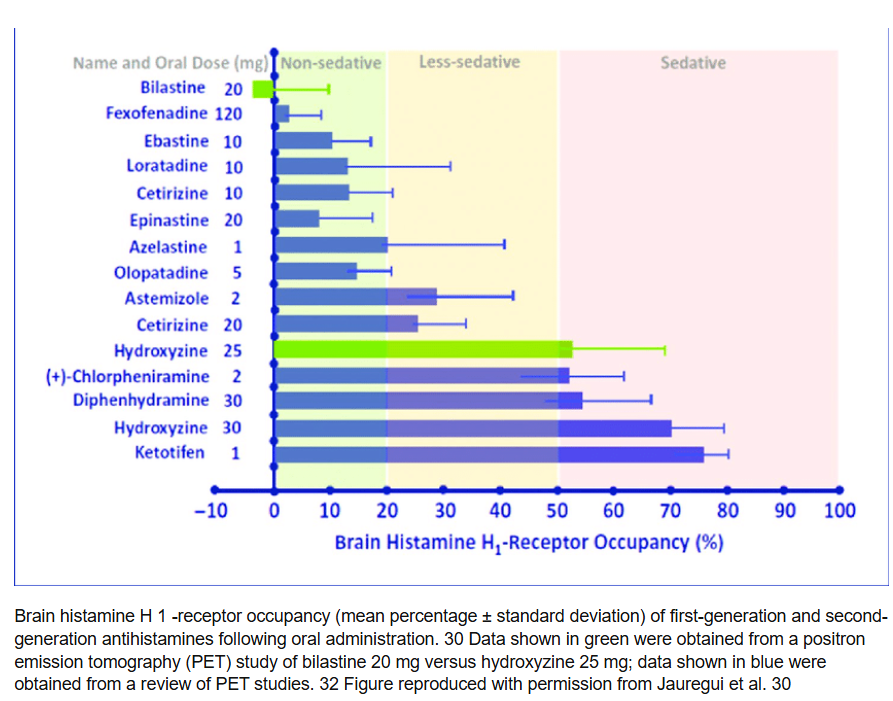 Name and Oral Dose (mg) Non-sedative Less-sedative Sedative
Bilastine 20
Fexofenadine 120
Ebastine 10
Loratadine 10
Cetirizine 10
Epinastine 20
Azelastine 1
Olopatadine 5
Astemizole 2
Cetirizine 20
Hydroxyzine 25
(+)-Chlorpheniramine 2
Diphenhydramine 30
Hydroxyzine 30
Ketotifen 1
−10 0 10 20 30 40 50 60 70 80 90 100
Brain Histamine H₁-Receptor Occupancy (%)
Brain histamine H 1 -receptor occupancy (mean percentage ± standard deviation) of first-generation and second-
generation antihistamines following oral administration. 30 Data shown in green were obtained from a positron
emission tomography (PET) study of bilastine 20 mg versus hydroxyzine 25 mg; data shown in blue were
obtained from a review of PET studies. 32 Figure reproduced with permission from Jauregui et al. 30